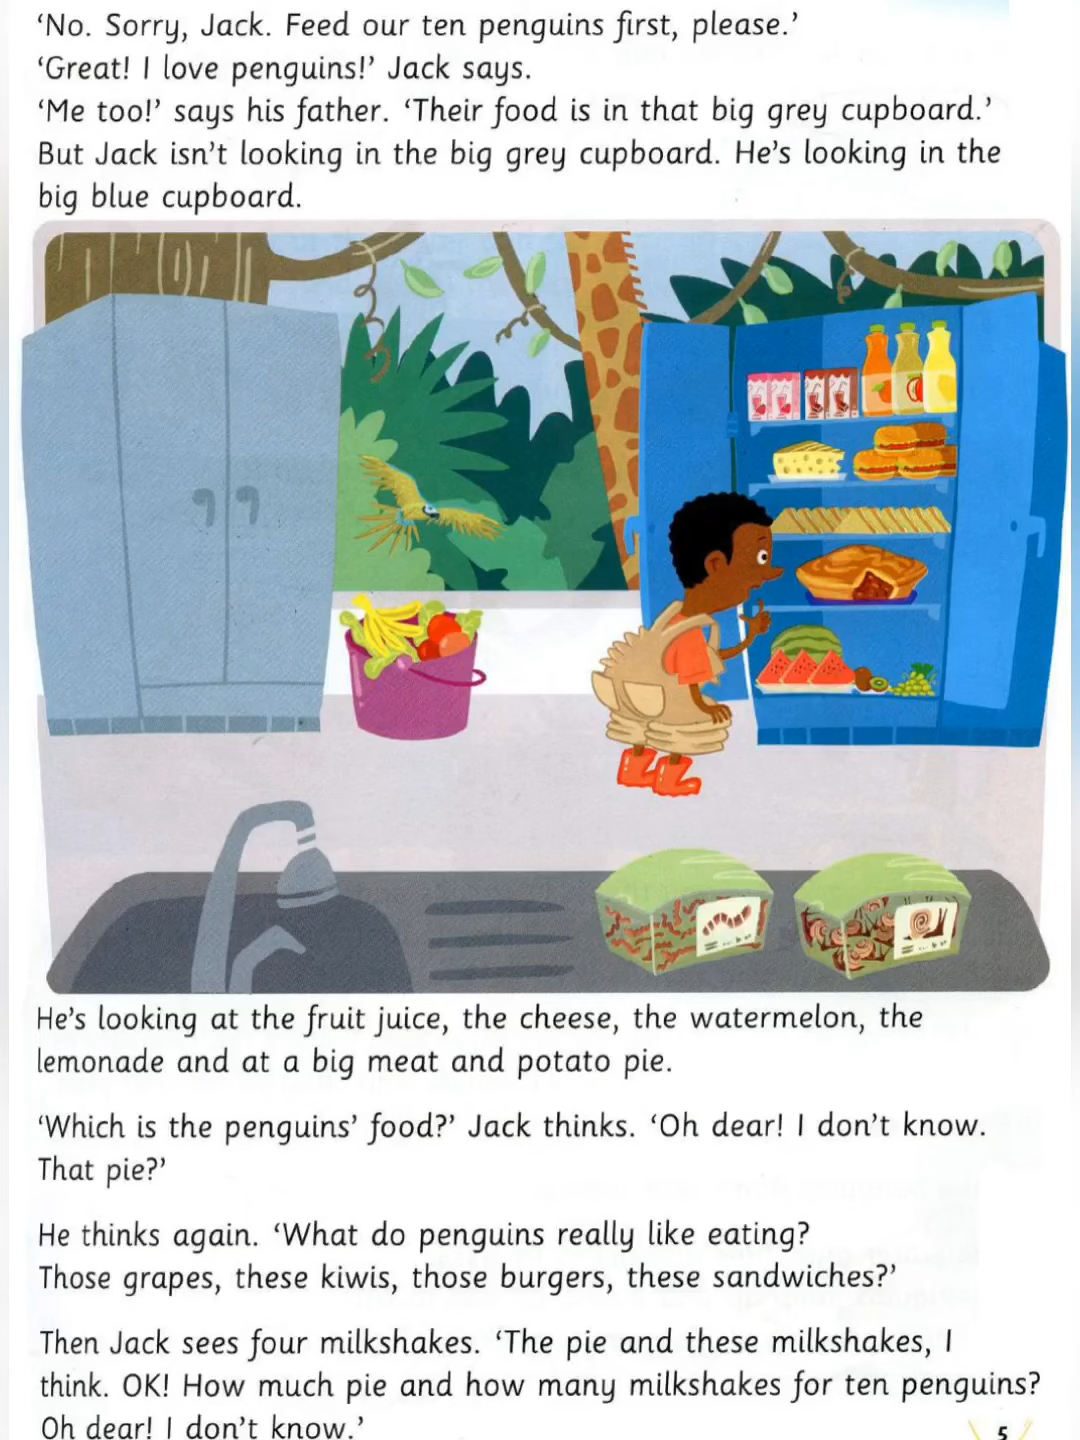 ‘No. Sorry, Jack. Feed our ten penguins first, please.’
‘Great! I love penguins!’ Jack says.
‘Me too!’ says his father. ‘Their food is in that big grey cupboard.’
But Jack isn’t looking in the big grey cupboard. He’s looking in the
big blue cupboard.
He’s looking at the fruit juice, the cheese, the watermelon, the
lemonade and at a big meat and potato pie.
‘Which is the penguins’ food?’ Jack thinks. ‘Oh dear! I don’t know.
That pie?’
He thinks again. ‘What do penguins really like eating?
Those grapes, these kiwis, those burgers, these sandwiches?’
Then Jack sees four milkshakes. ‘The pie and these milkshakes, I
think. OK! How much pie and how many milkshakes for ten penguins?
Oh dear! I don’t know.’
5